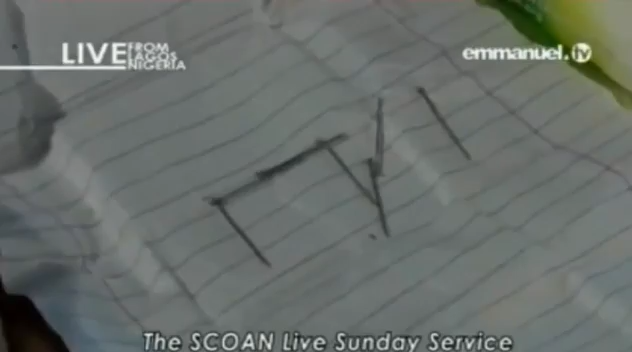 LIVE FROM LAGOS NIGERIA
emmanuel.tv
The SCOAN Live Sunday Service